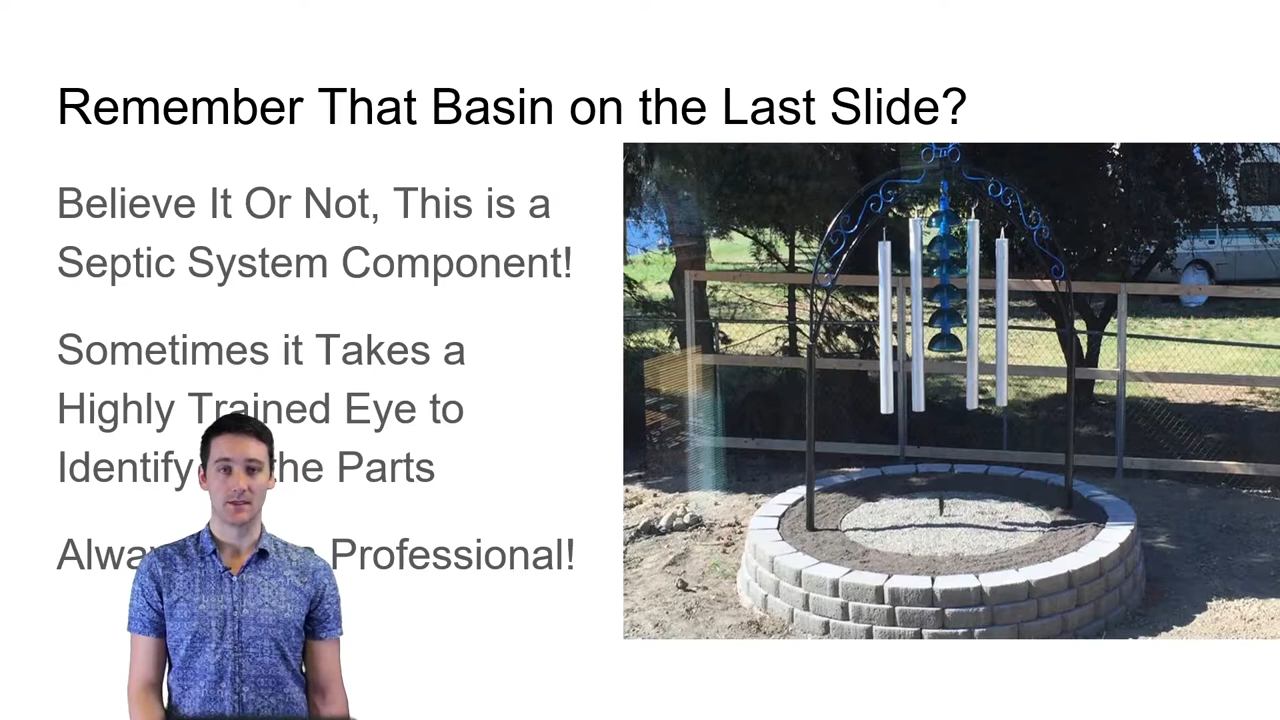 Remember That Basin on the Last Slide?
Believe It Or Not, This is a
Septic System Component!
Sometimes it Takes a
Highly Trained Eye to
Identify the Parts
Professional!